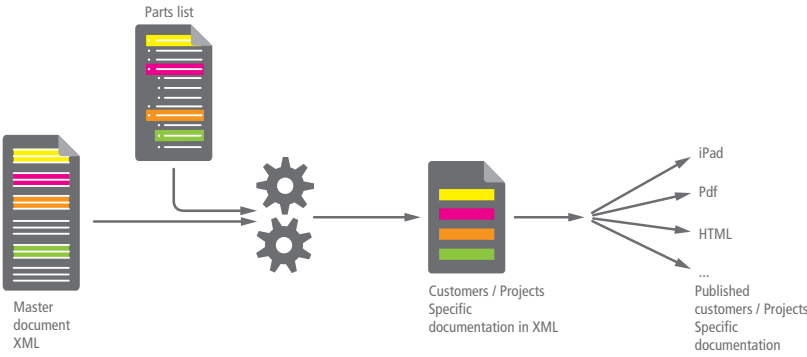 Parts list
Master
document
XML
Customers / Projects
Specific
documentation in XML
iPad
Pdf
HTML
...
Published
customers / Projects
Specific
documentation